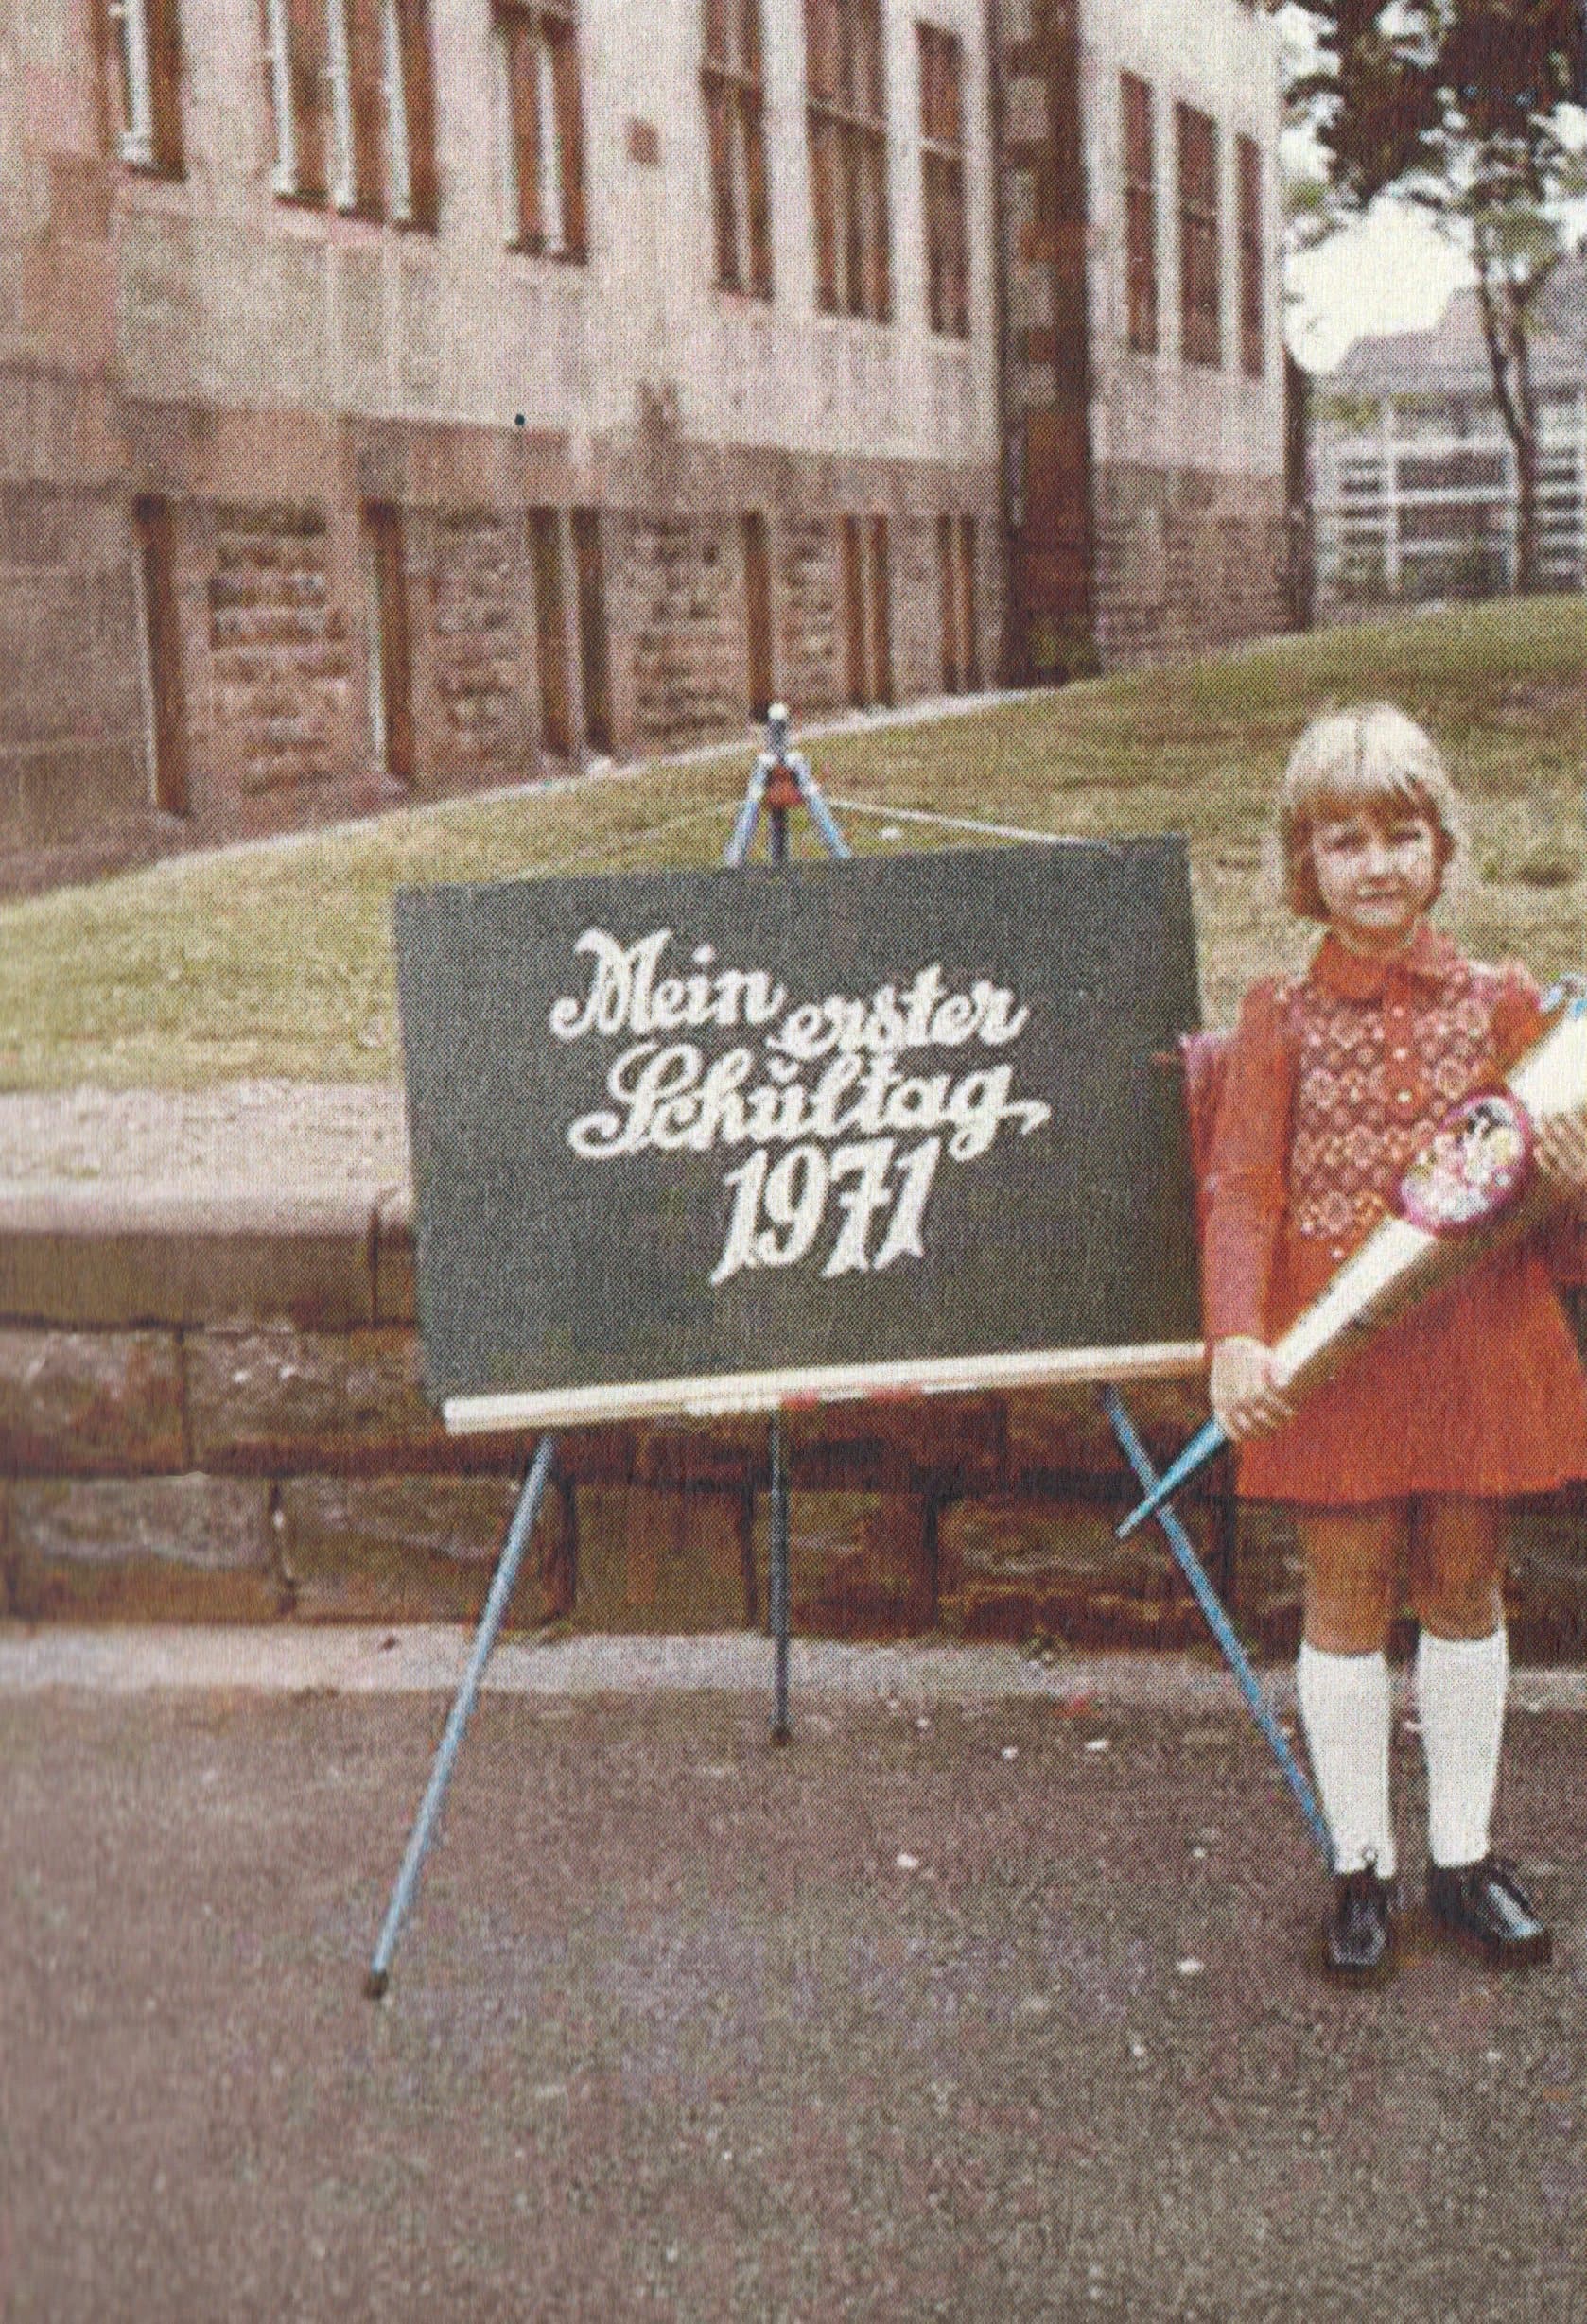 Mein erster
Schultag
1971